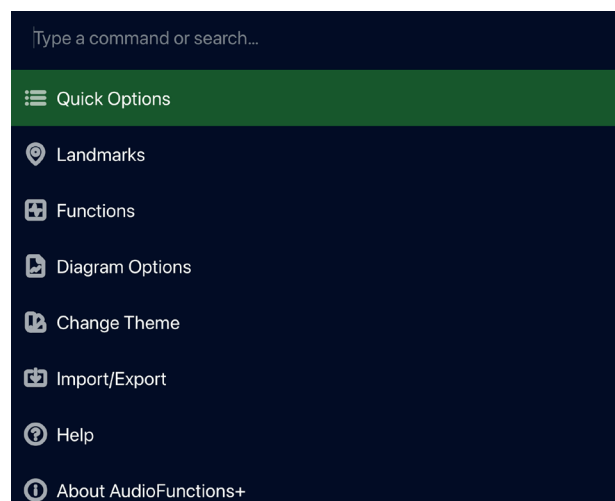 Type a command or search...
Quick Options
Landmarks
Functions
Diagram Options
Change Theme
Import/Export
Help
About AudioFunctions+